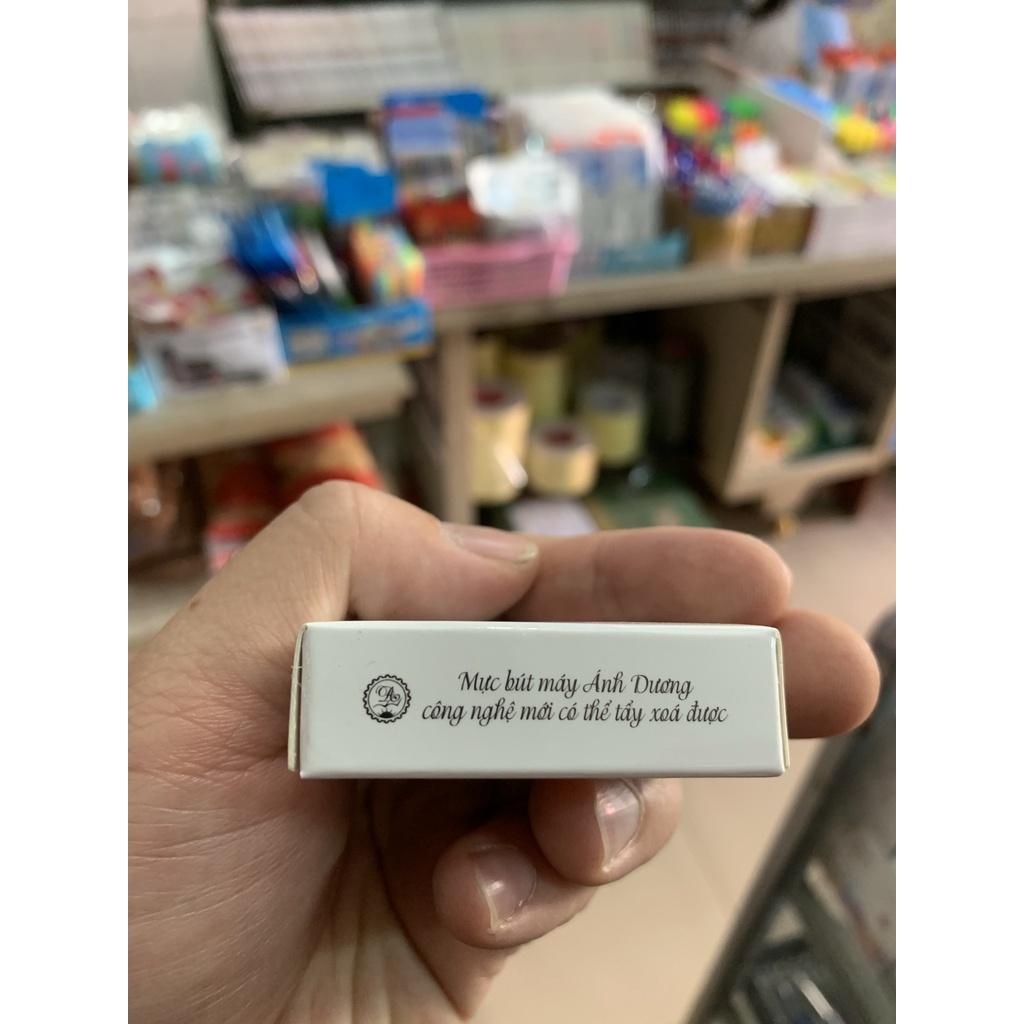 Mực bút máy Ánh Dương
công nghệ mới có thể tẩy xoá được